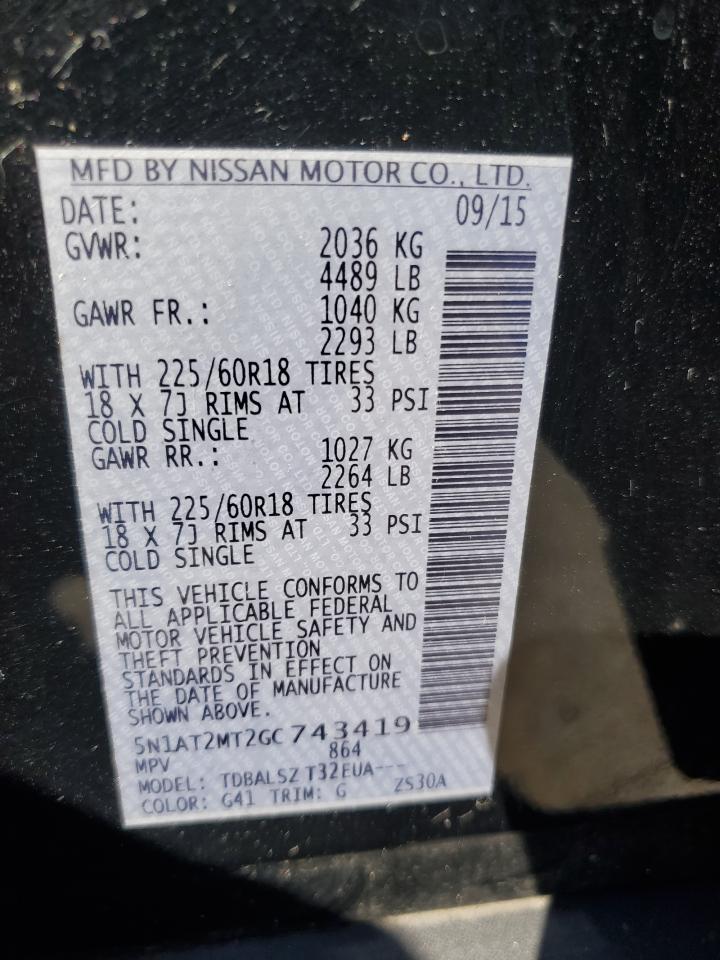 MFD BY NISSAN MOTOR CO., LTD.
DATE: 09/15
GVWR: 2036 KG
4489 LB
GAWR FR.: 1040 KG
2293 LB
WITH 225/60R18 TIRES
18 X 7J RIMS AT 33 PSI
COLD SINGLE
GAWR RR.: 1027 KG
2264 LB
WITH 225/60R18 TIRES
18 X 7J RIMS AT 33 PSI
COLD SINGLE
THIS VEHICLE CONFORMS TO
ALL APPLICABLE FEDERAL
MOTOR VEHICLE SAFETY AND
THEFT PREVENTION
STANDARDS IN EFFECT ON
THE DATE OF MANUFACTURE
SHOWN ABOVE.
5N1AT2MT2GC743419
MPV 864
MODEL: TDBALSZ T32EUA---
COLOR: G41 TRIM: G ZS30A